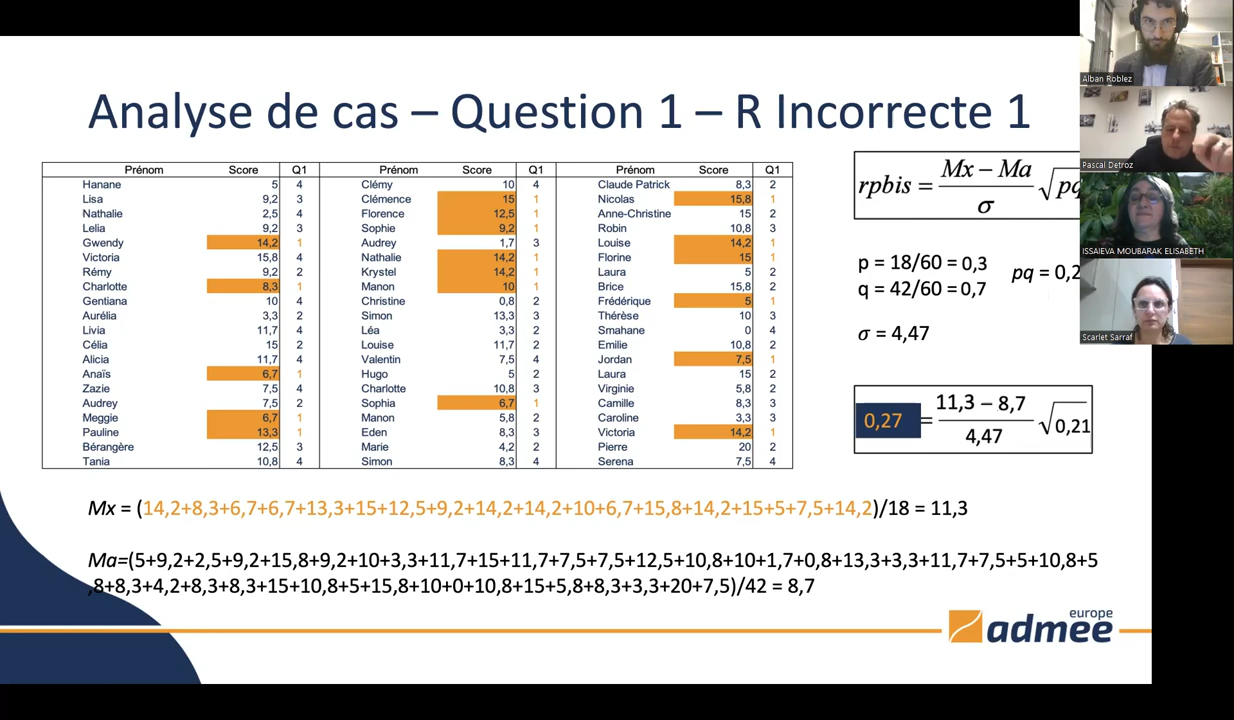 Analyse de cas – Question 1 – R Incorrecte 1
Prénom Score Q1 Prénom Score Q1 Prénom Score Q1
Hanane 5 4 Clémy 10 4 Claude Patrick 8,3 2
Lisa 9,2 3 Clémence 15 1 Nicolas 15,8 1
Nathalie 2,5 4 Florence 12,5 1 Anne-Christine 15 2
Lelia 9,2 3 Sophie 9,2 1 Robin 10,8 3
Gwendy 14,2 1 Audrey 1,7 3 Louise 14,2 1
Victoria 15,8 4 Nathalie 14,2 1 Florine 15 1
Rémy 9,2 2 Krystel 14,2 1 Laura 5 2
Charlotte 8,3 1 Manon 10 1 Brice 15,8 2
Gentiana 10 4 Christine 0,8 2 Frédérique 5 1
Aurélia 3,3 2 Simon 13,3 3 Thérèse 10 3
Livia 11,7 4 Léa 3,3 2 Smahane 0 4
Célia 15 2 Louise 11,7 2 Emilie 10,8 2
Alicia 11,7 4 Valentin 7,5 4 Jordan 7,5 1
Anaïs 6,7 1 Hugo 5 2 Laura 15 2
Zazie 7,5 4 Charlotte 10,8 3 Virginie 5,8 2
Audrey 7,5 2 Sophia 6,7 1 Camille 8,3 3
Meggie 6,7 1 Manon 5,8 2 Caroline 3,3 3
Pauline 13,3 1 Eden 8,3 3 Victoria 14,2 1
Bérangère 12,5 3 Marie 4,2 2 Pierre 20 2
Tania 10,8 4 Simon 8,3 4 Serena 7,5 4
rpbis = Mx – Ma / σ √pq
p = 18/60 = 0,3
q = 42/60 = 0,7
pq = 0,2
σ = 4,47
0,27 = 11,3 – 8,7 / 4,47 √0,21
Mx = (14,2+8,3+6,7+6,7+13,3+15+12,5+9,2+14,2+14,2+10+6,7+15,8+14,2+15+5+7,5+14,2)/18 = 11,3
Ma=(5+9,2+2,5+9,2+15,8+9,2+10+3,3+11,7+15+11,7+7,5+7,5+12,5+10,8+10+1,7+0,8+13,3+3,3+11,7+7,5+5+10,8+5
,8+8,3+4,2+8,3+8,3+15+10,8+5+15,8+10+0+10,8+15+5,8+8,3+3,3+20+7,5)/42 = 8,7
europe
admee
Alban Roblez
Pascal Detroz
ISSAIEVA MOUBARAK ELISABETH
Scarlet Sarraf